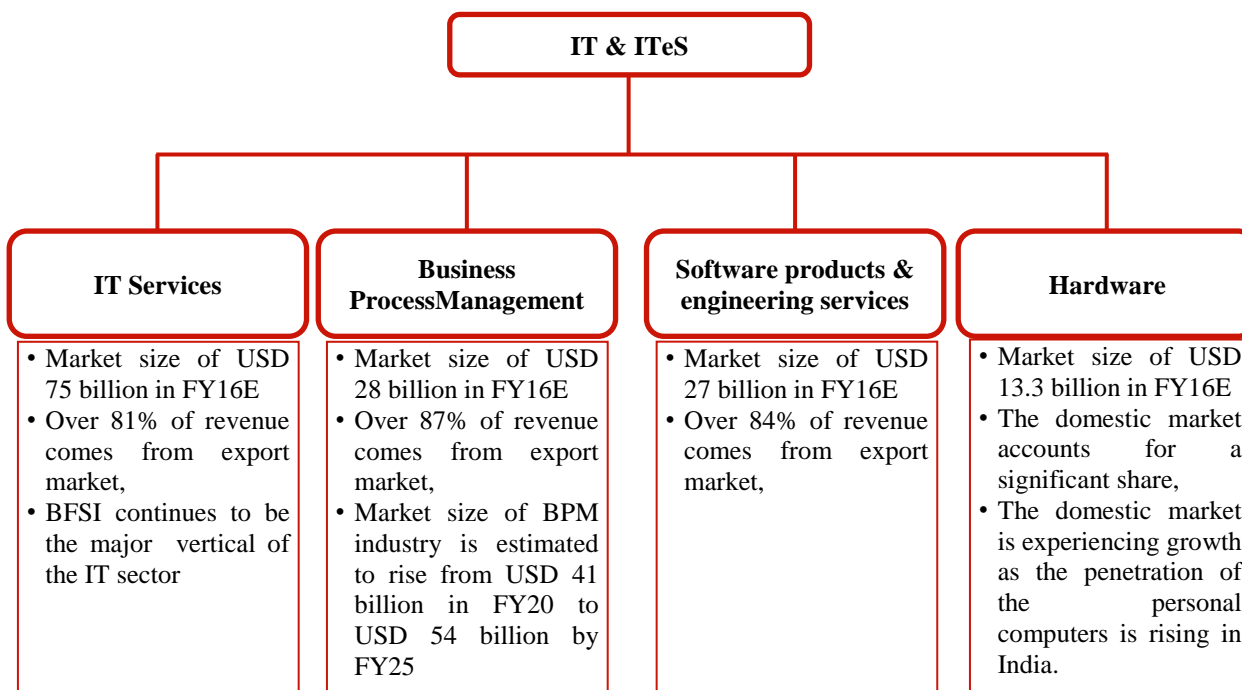 IT & ITeS
IT Services
Business
ProcessManagement
Software products &
engineering services
Hardware
• Market size of USD
75 billion in FY16E
• Over 81% of revenue
comes from export
market,
• BFSI continues to be
the major vertical of
the IT sector
• Market size of USD
28 billion in FY16E
• Over 87% of revenue
comes from export
market,
• Market size of BPM
industry is estimated
to rise from USD 41
billion in FY20 to
USD 54 billion by
FY25
• Market size of USD
27 billion in FY16E
• Over 84% of revenue
comes from export
market,
• Market size of USD
13.3 billion in FY16E
• The domestic market
accounts for a
significant share,
• The domestic market
is experiencing growth
as the penetration of
the personal
computers is rising in
India.